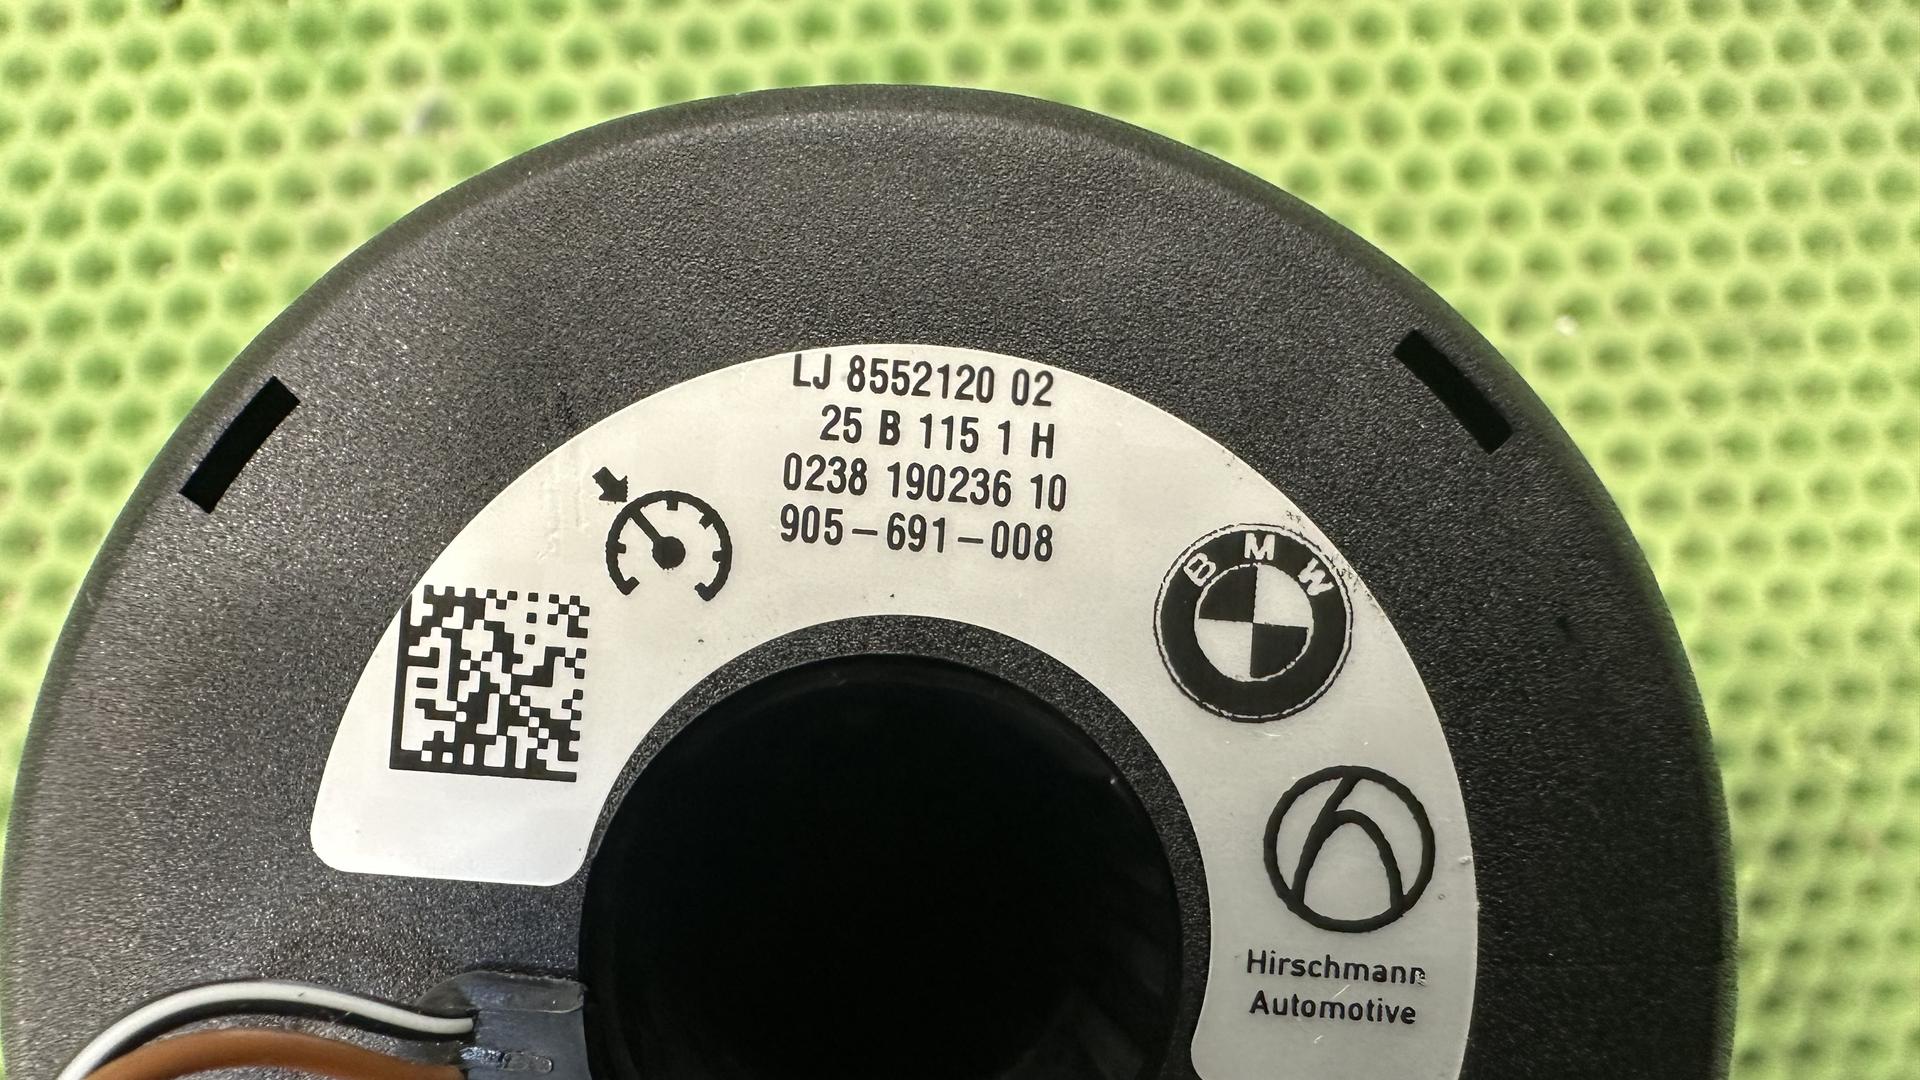 LJ 8552120 02
25 B 115 1 H
0238 190236 10
905-691-008
BMW
Hirschmann
Automotive